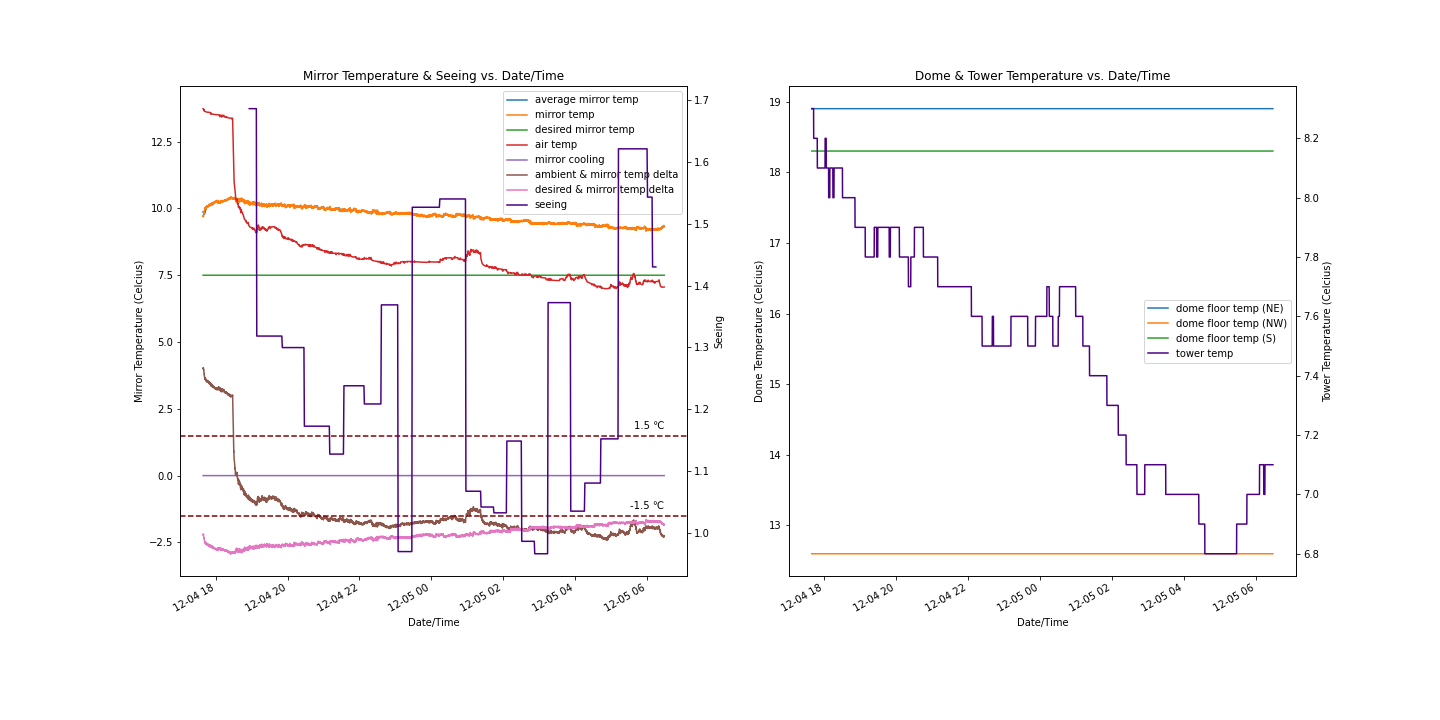 Mirror Temperature & Seeing vs. Date/Time
Mirror Temperature (Celcius)
12.5
10.0
7.5
5.0
2.5
0.0
−2.5
average mirror temp
mirror temp
desired mirror temp
air temp
mirror cooling
ambient & mirror temp delta
desired & mirror temp delta
seeing
1.5 °C
-1.5 °C
1.7
1.6
1.5
1.4
1.3
1.2
1.1
1.0
Seeing
12-04 18
12-04 20
12-04 22
12-05 00
12-05 02
12-05 04
12-05 06
Date/Time
Dome & Tower Temperature vs. Date/Time
Dome Temperature (Celcius)
19
18
17
16
15
14
13
dome floor temp (NE)
dome floor temp (NW)
dome floor temp (S)
tower temp
8.2
8.0
7.8
7.6
7.4
7.2
7.0
6.8
Tower Temperature (Celcius)
12-04 18
12-04 20
12-04 22
12-05 00
12-05 02
12-05 04
12-05 06
Date/Time